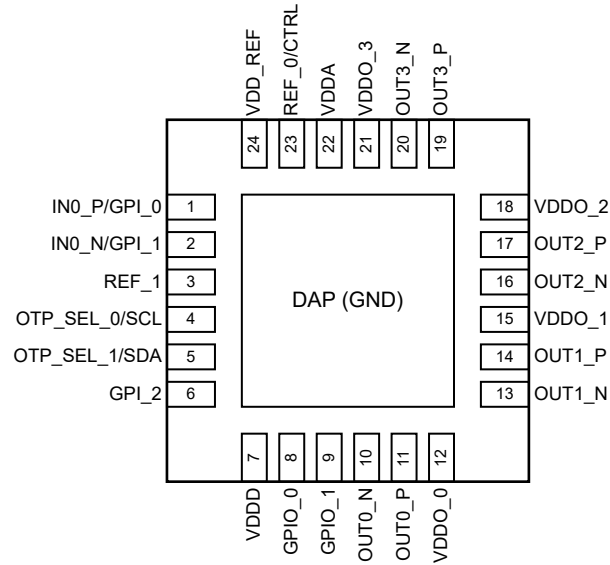 VDD_REF
REF_0/CTRL
VDDA
VDDO_3
OUT3_N
OUT3_P
24
23
22
21
20
19
IN0_P/GPI_0 1
IN0_N/GPI_1 2
REF_1 3
OTP_SEL_0/SCL 4
OTP_SEL_1/SDA 5
GPI_2 6
DAP (GND)
18 VDDO_2
17 OUT2_P
16 OUT2_N
15 VDDO_1
14 OUT1_P
13 OUT1_N
7
8
9
10
11
12
VDDD
GPIO_0
GPIO_1
OUT0_N
OUT0_P
VDDO_0